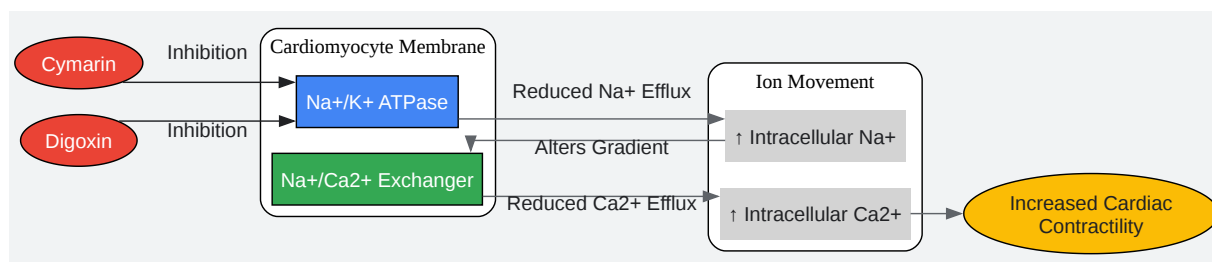 Cardiomyocyte Membrane
Inhibition
Cymarin
Ion Movement
Reduced Na+ Efflux
Na+/K+ ATPase
Inhibition
Digoxin
↑ Intracellular Na+
Alters Gradient
Na+/Ca2+ Exchanger
Reduced Ca2+ Efflux
↑ Intracellular Ca2+
Increased Cardiac
Contractility